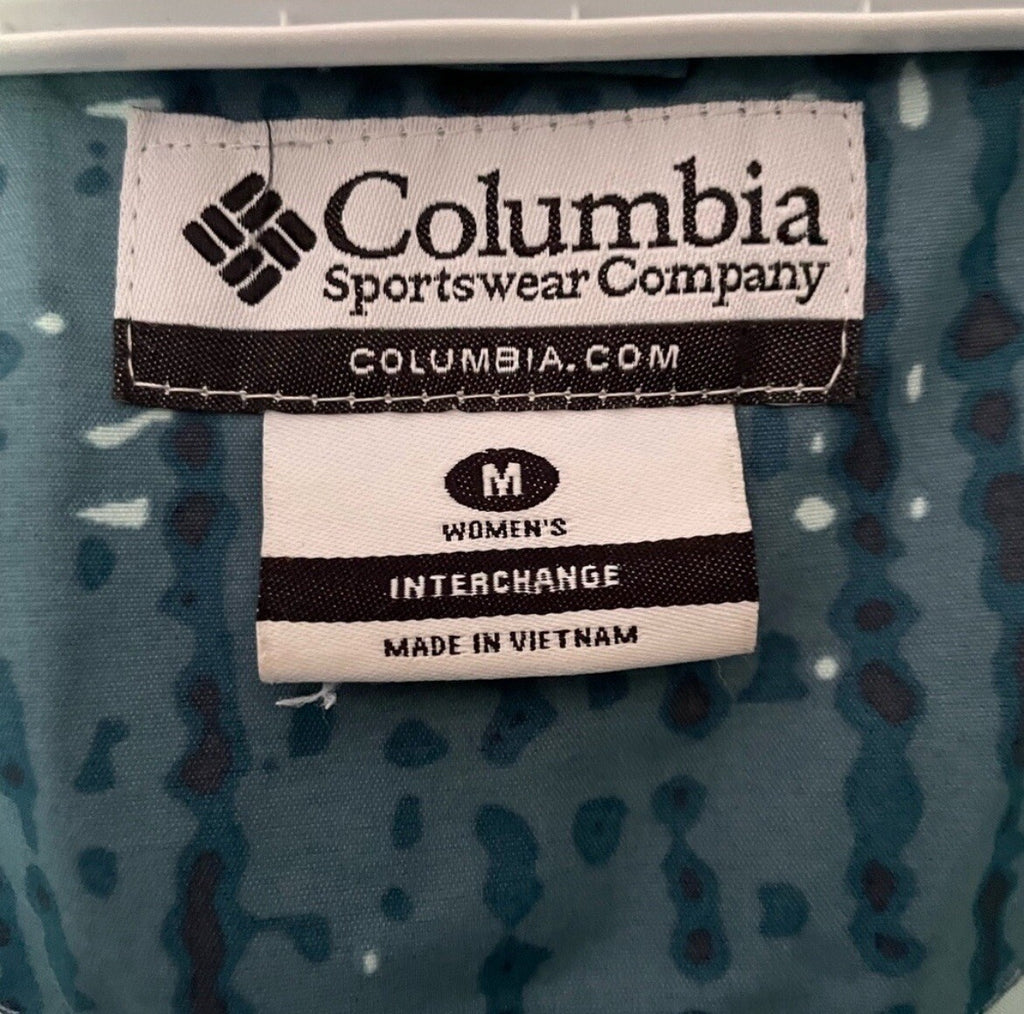 Columbia
Sportswear Company
COLUMBIA.COM
M
WOMEN'S
INTERCHANGE
MADE IN VIETNAM